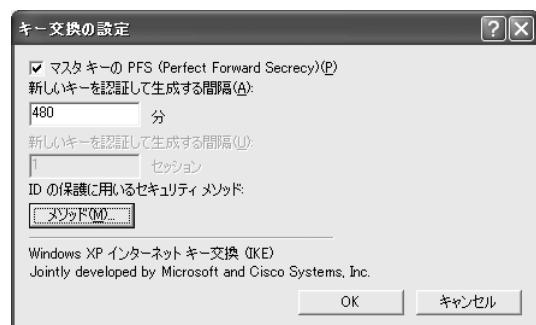 キー交換の設定
マスタ キーの PFS (Perfect Forward Secrecy)(P)
新しいキーを認証して生成する間隔(A):
480 分
新しいキーを認証して生成する間隔(U):
1 セッション
ID の保護に用いるセキュリティ メソッド:
メソッド(M)...
Windows XP インターネット キー交換 (IKE)
Jointly developed by Microsoft and Cisco Systems, Inc.
OK キャンセル